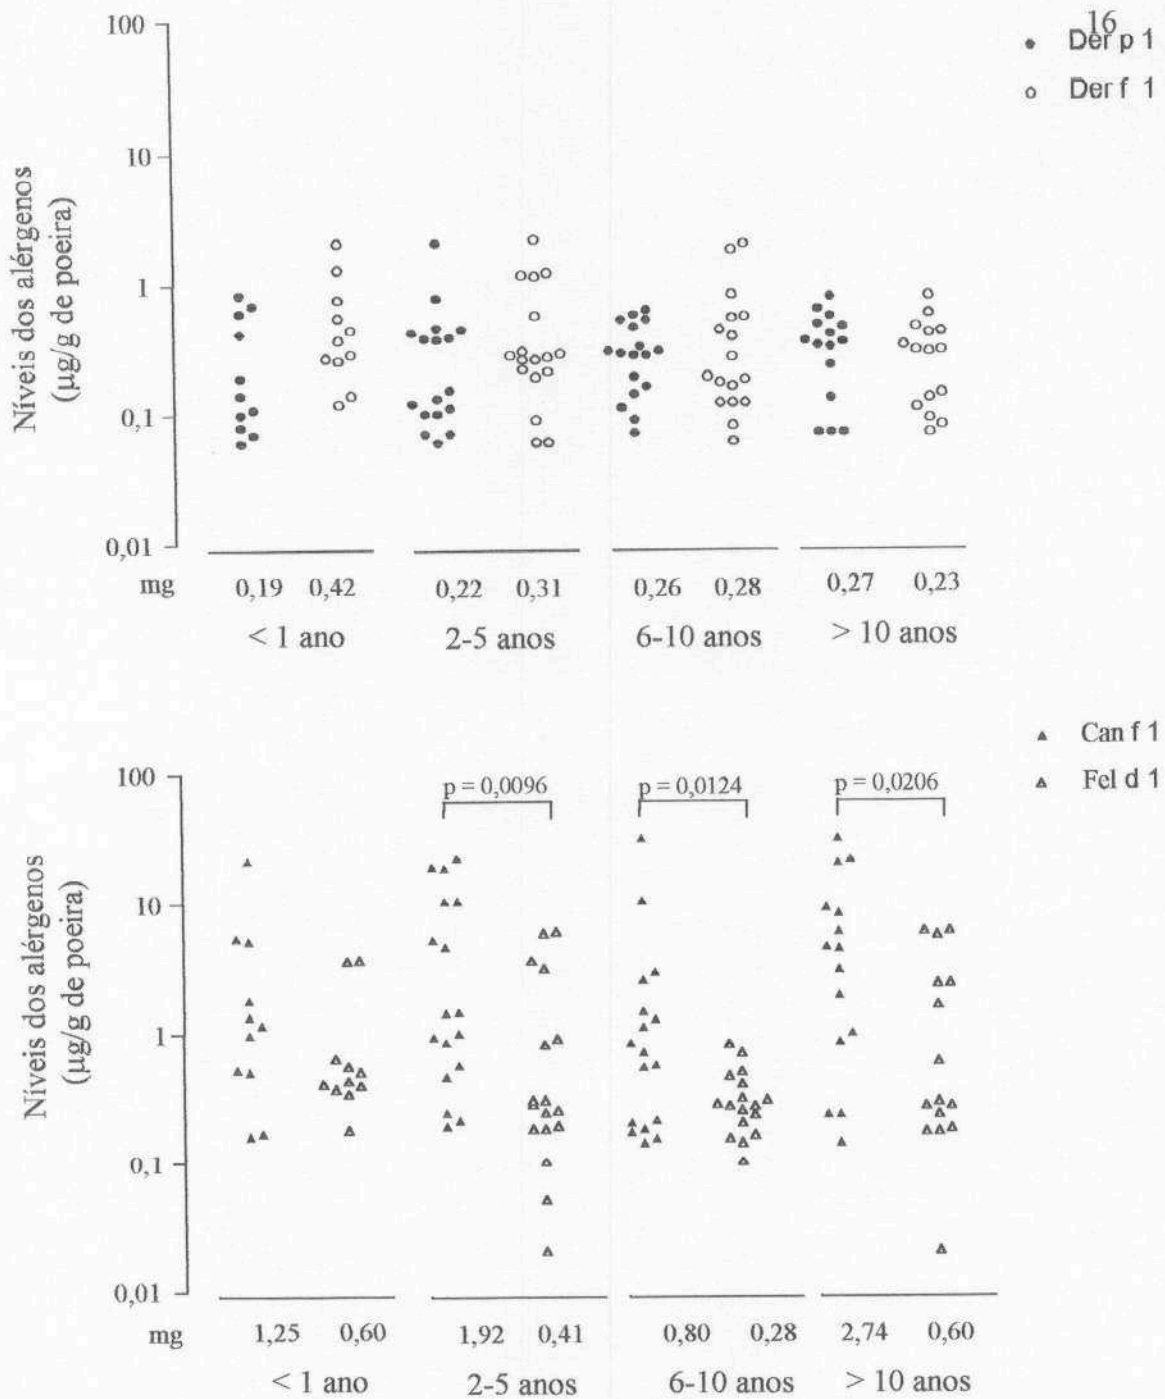 16
100
Der p 1
Der f 1
10
1
0,1
0,01
Níveis dos alérgenos
(µg/g de poeira)
mg 0,19 0,42 0,22 0,31 0,26 0,28 0,27 0,23
< 1 ano 2-5 anos 6-10 anos > 10 anos
Can f 1
Fel d 1
100
p = 0,0096 p = 0,0124 p = 0,0206
10
1
0,1
0,01
Níveis dos alérgenos
(µg/g de poeira)
mg 1,25 0,60 1,92 0,41 0,80 0,28 2,74 0,60
< 1 ano 2-5 anos 6-10 anos > 10 anos